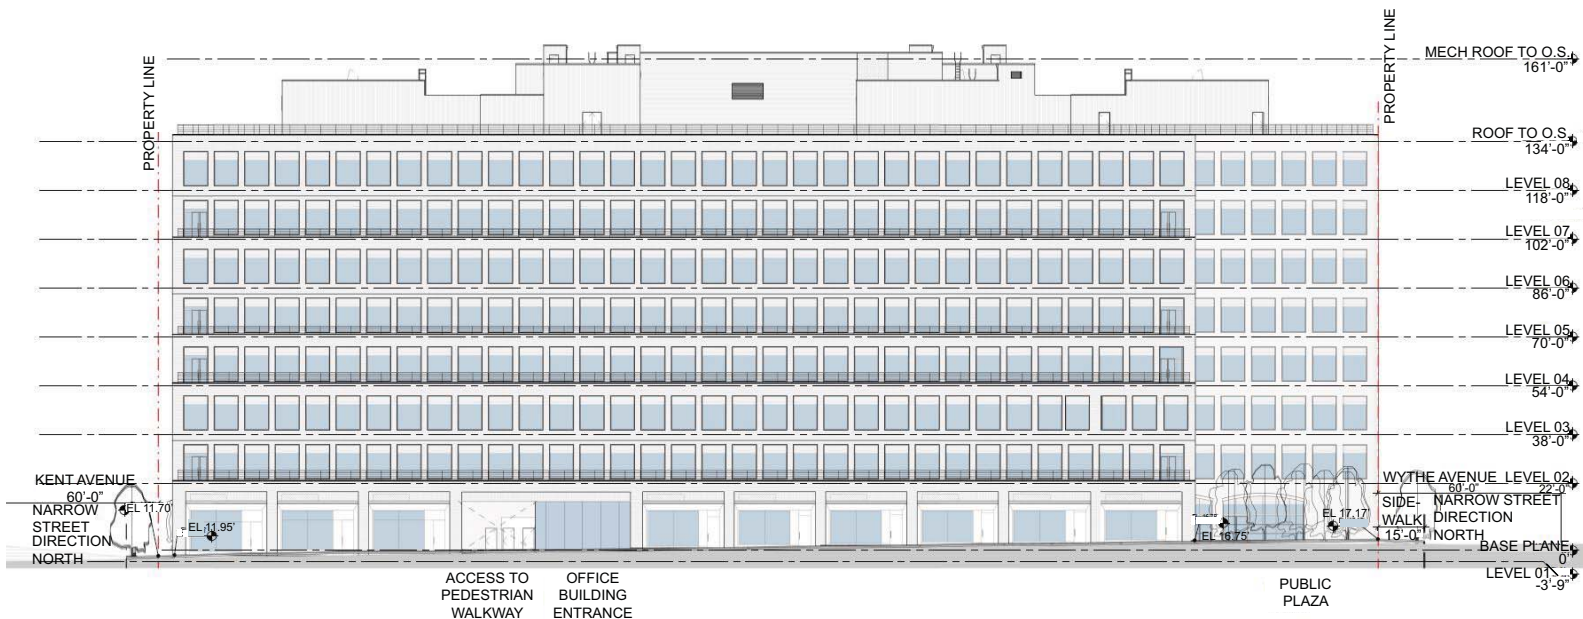 PROPERTY LINE
PROPERTY LINE
MECH ROOF TO O.S.
161'-0"
ROOF TO O.S.
134'-0"
LEVEL 08
118'-0"
LEVEL 07
102'-0"
LEVEL 06
86'-0"
LEVEL 05
70'-0"
LEVEL 04
54'-0"
LEVEL 03
38'-0"
KENT AVENUE
60'-0"
NARROW
STREET
DIRECTION
NORTH
EL 11.70'
EL 11.95'
WYTHE AVENUE
LEVEL 02
60'-0"
22'-0"
SIDE-
WALK
15'-0"
NARROW STREET
DIRECTION
NORTH
EL 17.17'
EL 16.75'
BASE PLANE
0"
LEVEL 01
-3'-9"
ACCESS TO
PEDESTRIAN
WALKWAY
OFFICE
BUILDING
ENTRANCE
PUBLIC
PLAZA